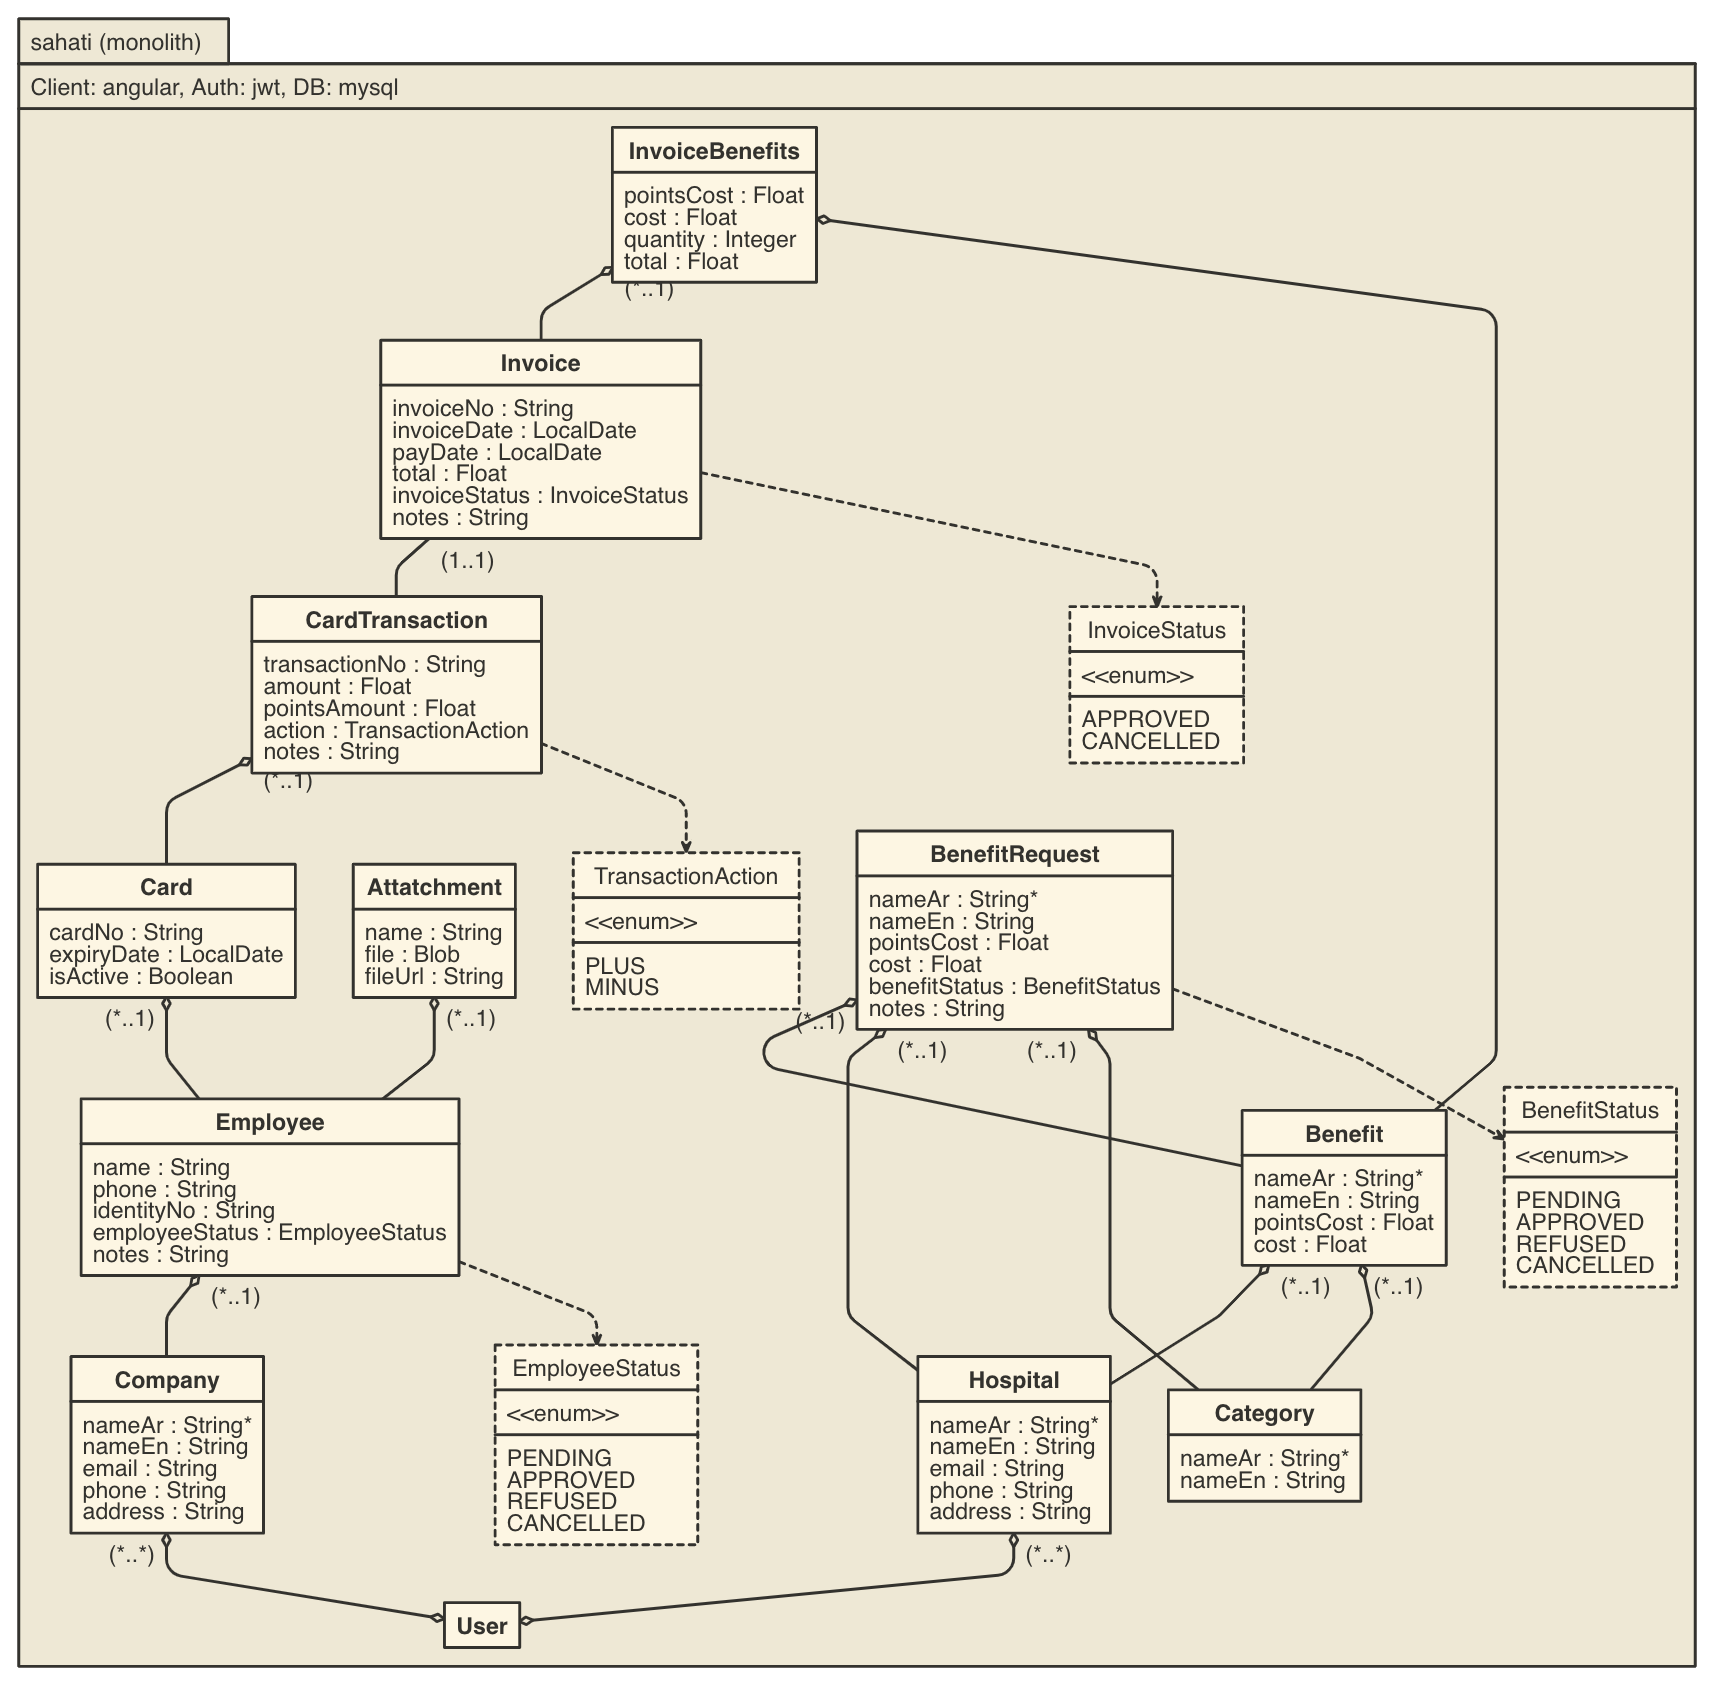 sahati (monolith)
Client: angular, Auth: jwt, DB: mysql
InvoiceBenefits
pointsCost : Float
cost : Float
quantity : Integer
total : Float
(*..1)
Invoice
invoiceNo : String
invoiceDate : LocalDate
payDate : LocalDate
total : Float
invoiceStatus : InvoiceStatus
notes : String
(1..1)
CardTransaction
transactionNo : String
amount : Float
pointsAmount : Float
action : TransactionAction
notes : String
(*..1)
InvoiceStatus
<<enum>>
APPROVED
CANCELLED
Card
cardNo : String
expiryDate : LocalDate
isActive : Boolean
(*..1)
Attatchment
name : String
file : Blob
fileUrl : String
(*..1)
TransactionAction
<<enum>>
PLUS
MINUS
BenefitRequest
nameAr : String*
nameEn : String
pointsCost : Float
cost : Float
benefitStatus : BenefitStatus
notes : String
(*..1)
(*..1)
(*..1)
Employee
name : String
phone : String
identityNo : String
employeeStatus : EmployeeStatus
notes : String
(*..1)
Benefit
nameAr : String*
nameEn : String
pointsCost : Float
cost : Float
(*..1)
(*..1)
BenefitStatus
<<enum>>
PENDING
APPROVED
REFUSED
CANCELLED
Company
nameAr : String*
nameEn : String
email : String
phone : String
address : String
(*..*)
EmployeeStatus
<<enum>>
PENDING
APPROVED
REFUSED
CANCELLED
Hospital
nameAr : String*
nameEn : String
email : String
phone : String
address : String
(*..*)
Category
nameAr : String*
nameEn : String
User